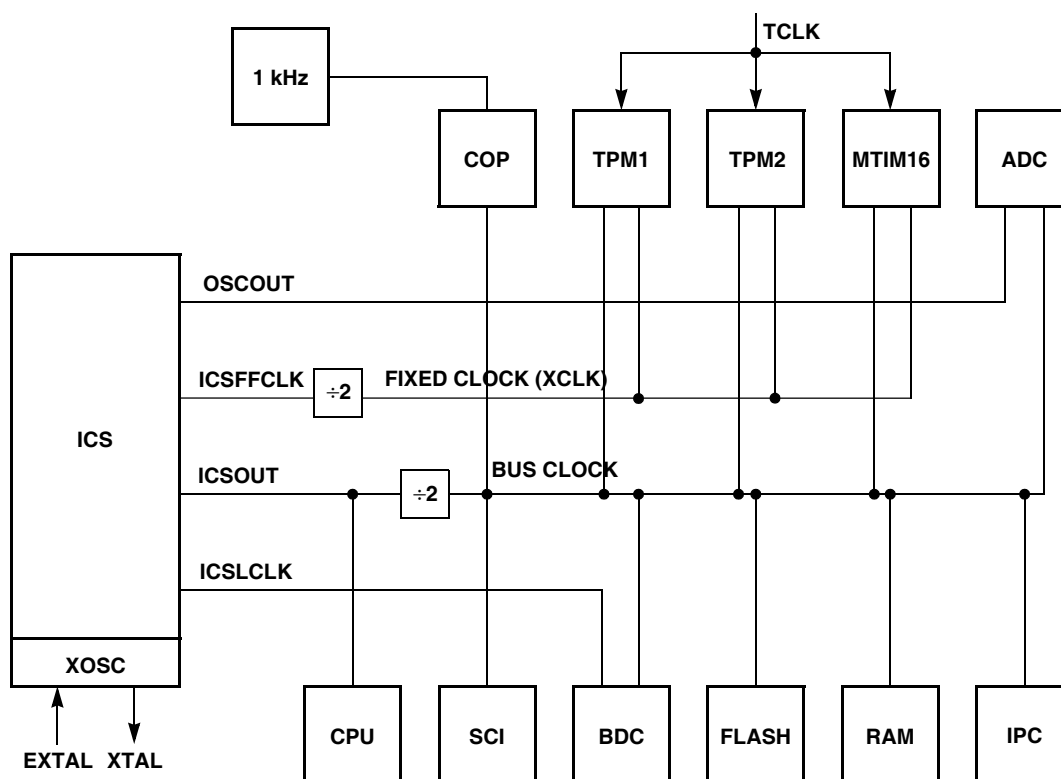 TCLK
1 kHz
COP
TPM1
TPM2
MTIM16
ADC
OSCOUT
ICSFFCLK
÷2
FIXED CLOCK (XCLK)
ICS
ICSOUT
÷2
BUS CLOCK
ICSLCLK
XOSC
EXTAL
XTAL
CPU
SCI
BDC
FLASH
RAM
IPC